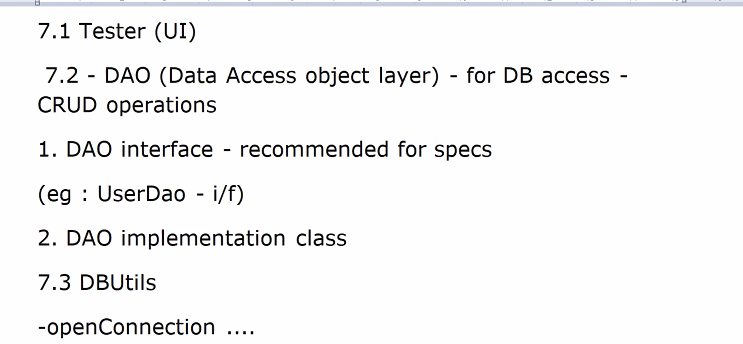 7.1 Tester (UI)
7.2 - DAO (Data Access object layer) - for DB access -
CRUD operations
1. DAO interface - recommended for specs
(eg : UserDao - i/f)
2. DAO implementation class
7.3 DBUtils
-openConnection ....